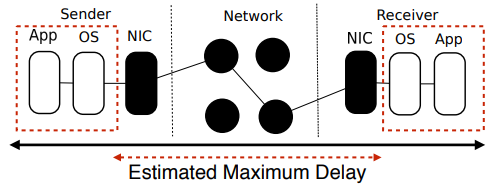 Sender
Network
Receiver
App OS NIC
NIC OS App
Estimated Maximum Delay